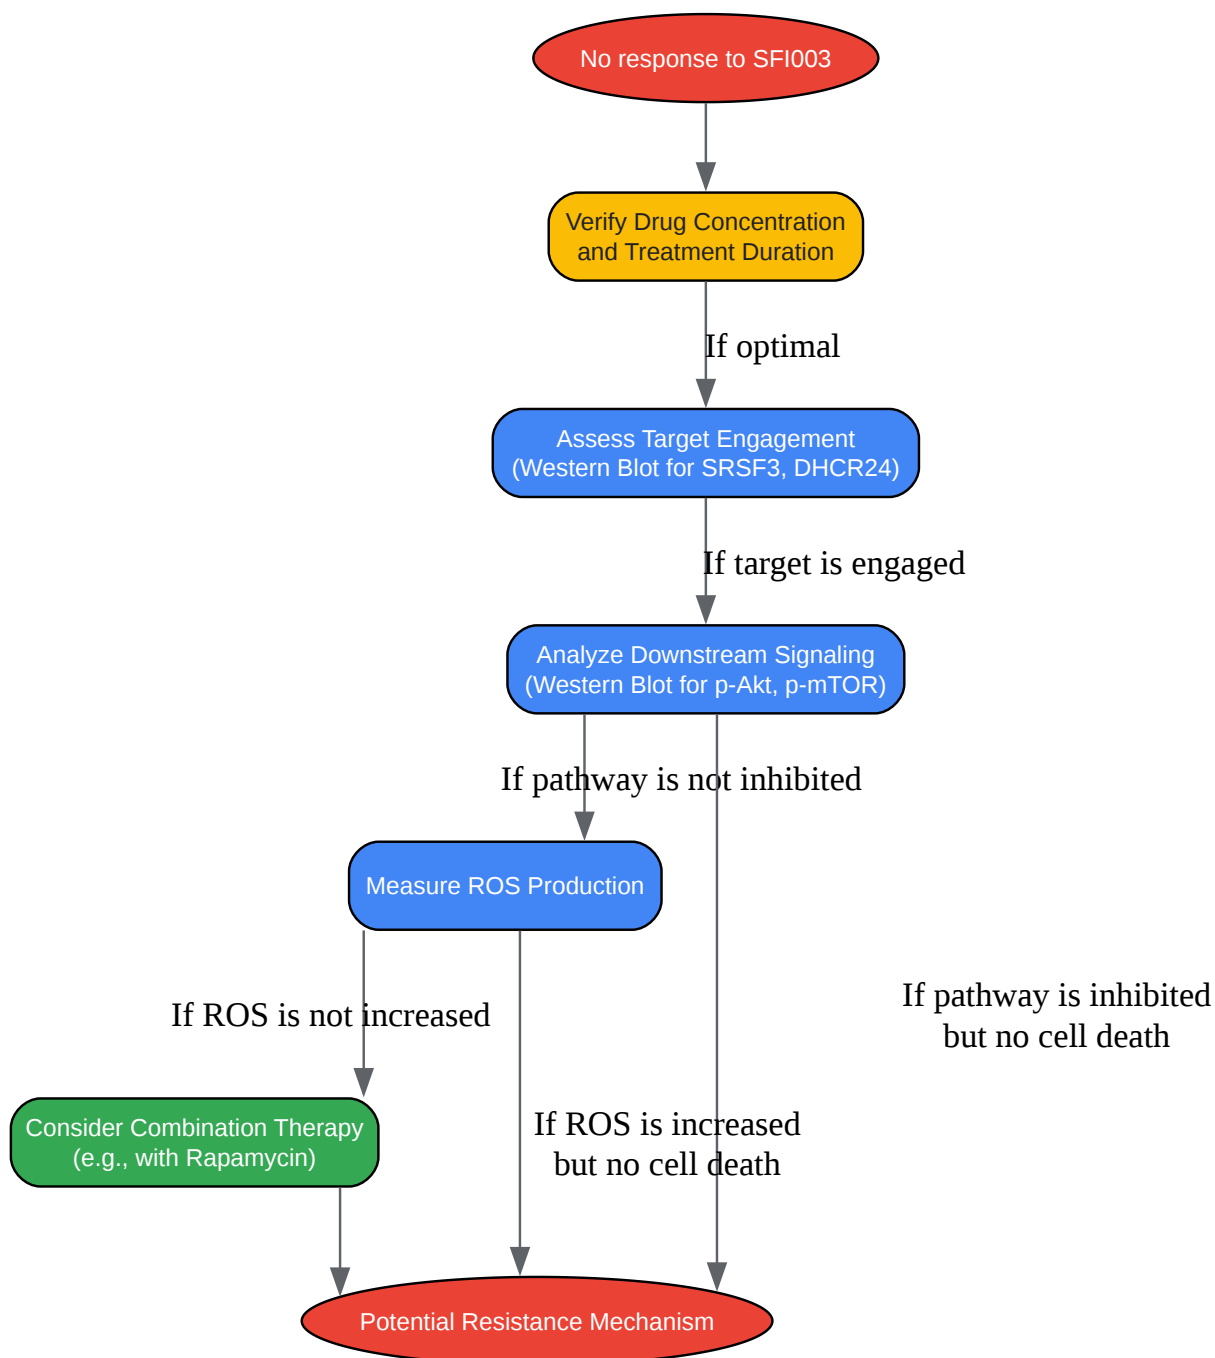 No response to SFI003
Verify Drug Concentration
and Treatment Duration
If optimal
Assess Target Engagement
(Western Blot for SRSF3, DHCR24)
If target is engaged
Analyze Downstream Signaling
(Western Blot for p-Akt, p-mTOR)
If pathway is not inhibited
Measure ROS Production
If pathway is inhibited
but no cell death
If ROS is not increased
If ROS is increased
but no cell death
Consider Combination Therapy
(e.g., with Rapamycin)
Potential Resistance Mechanism